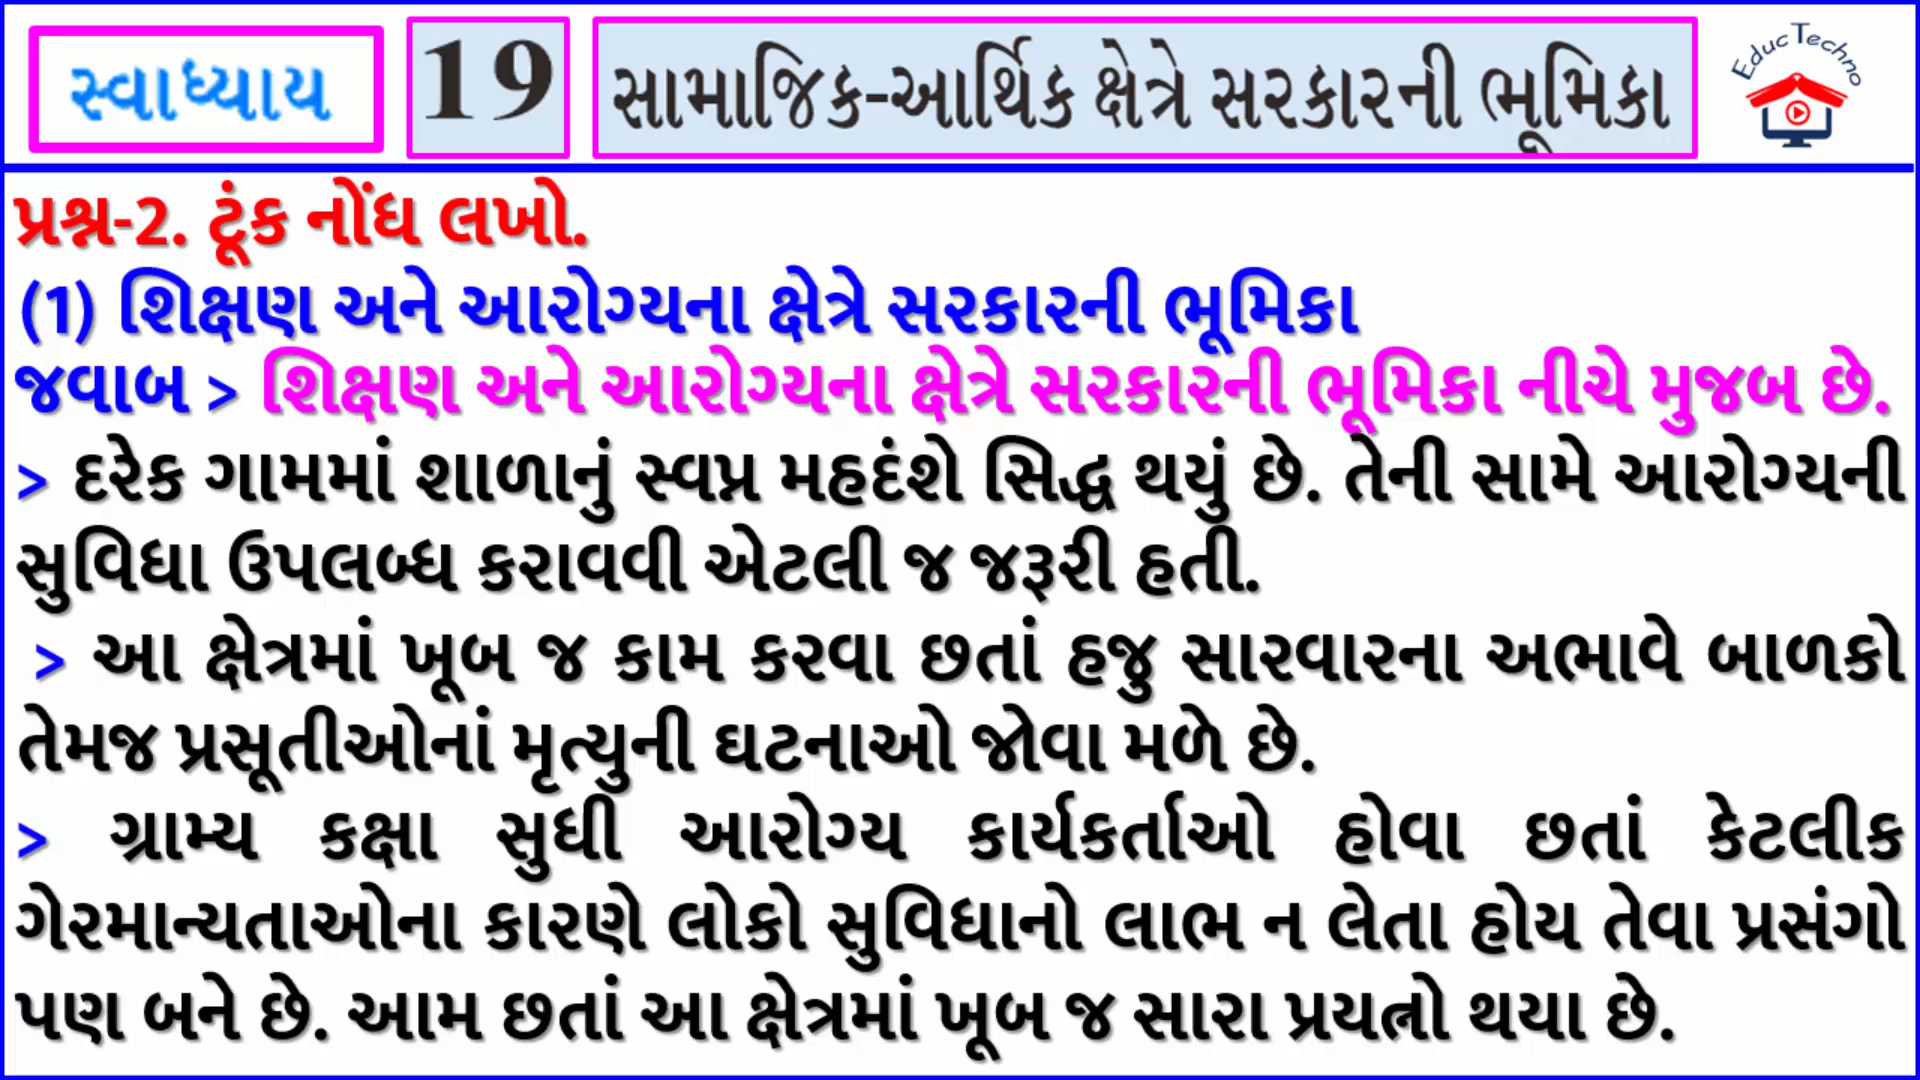 સ્વાધ્યાય
19
સામાજિક-આર્થિક ક્ષેત્રે સરકારની ભૂમિકા
EducTechno
પ્રશ્ન-2. ટૂંક નોંધ લખો.
(1) શિક્ષણ અને આરોગ્યના ક્ષેત્રે સરકારની ભૂમિકા
જવાબ > શિક્ષણ અને આરોગ્યના ક્ષેત્રે સરકારની ભૂમિકા નીચે મુજબ છે.
> દરેક ગામમાં શાળાનું સ્વપ્ન મહદંશે સિદ્ધ થયું છે. તેની સામે આરોગ્યની
સુવિધા ઉપલબ્ધ કરાવવી એટલી જ જરૂરી હતી.
> આ ક્ષેત્રમાં ખૂબ જ કામ કરવા છતાં હજુ સારવારના અભાવે બાળકો
તેમજ પ્રસૂતીઓનાં મૃત્યુની ઘટનાઓ જોવા મળે છે.
> ગ્રામ્ય કક્ષા સુધી આરોગ્ય કાર્યકર્તાઓ હોવા છતાં કેટલીક
ગેરમાન્યતાઓના કારણે લોકો સુવિધાનો લાભ ન લેતા હોય તેવા પ્રસંગો
પણ બને છે. આમ છતાં આ ક્ષેત્રમાં ખૂબ જ સારા પ્રયત્નો થયા છે.